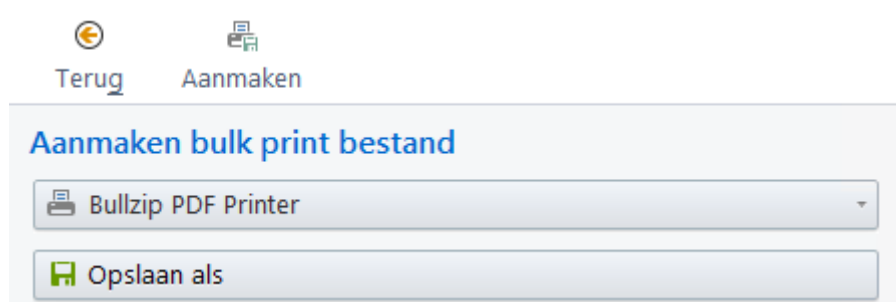 Terug Aanmaken
Aanmaken bulk print bestand
Bullzip PDF Printer
Opslaan als